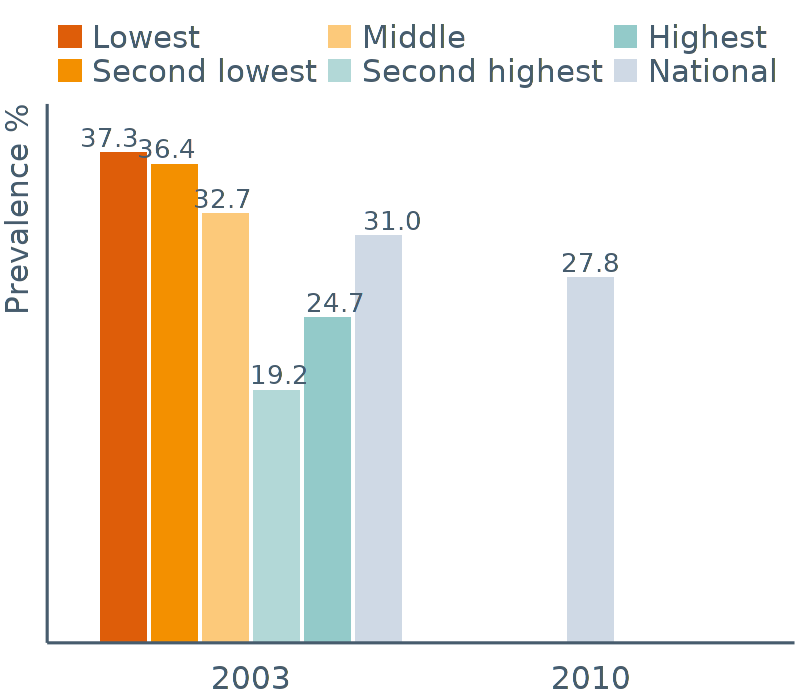 Lowest Middle Highest
Second lowest Second highest National
Prevalence %
37.3
36.4
32.7
19.2
24.7
31.0
27.8
2003 2010